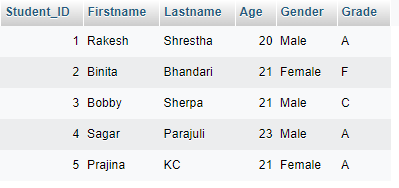 Student_ID Firstname Lastname Age Gender Grade
1 Rakesh Shrestha 20 Male A
2 Binita Bhandari 21 Female F
3 Bobby Sherpa 21 Male C
4 Sagar Parajuli 23 Male A
5 Prajina KC 21 Female A